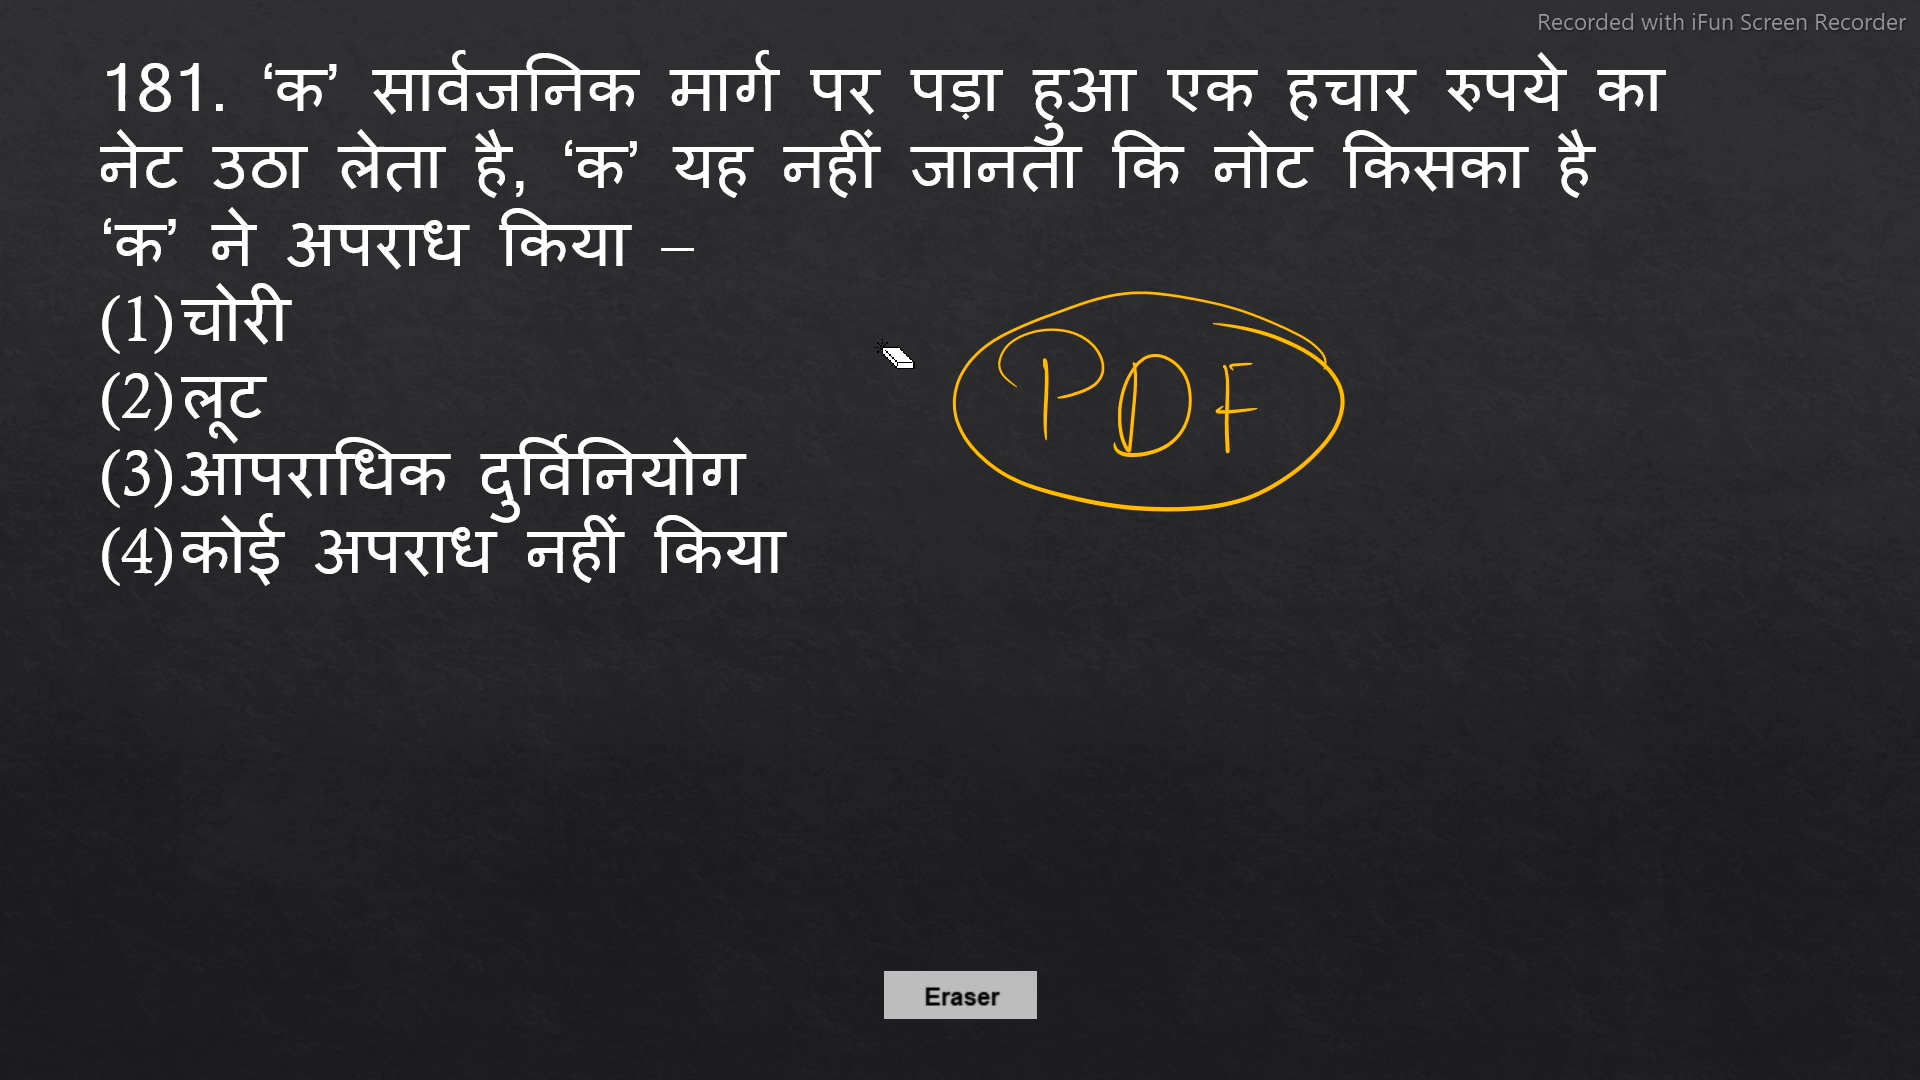 Recorded with iFun Screen Recorder
181. ‘क’ सार्वजनिक मार्ग पर पड़ा हुआ एक हचार रुपये का
नेट उठा लेता है, ‘क’ यह नहीं जानता कि नोट किसका है
‘क’ ने अपराध किया –
(1)चोरी
(2)लूट
(3)आपराधिक दुर्विनियोग
(4)कोई अपराध नहीं किया
PDF
Eraser